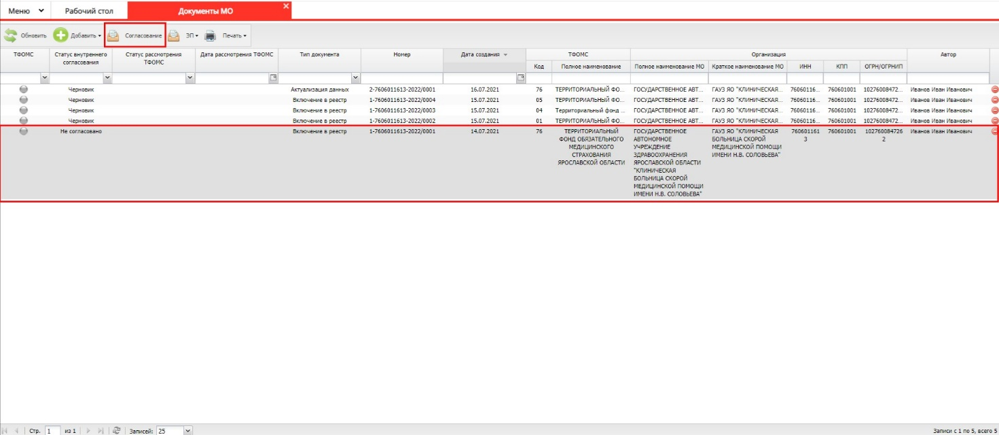 Меню Рабочий стол Документы МО
Обновить Добавить Согласование ЭП Печать
ТФОМС Статус внутреннего согласования Статус рассмотрения ТФОМС Дата рассмотрения ТФОМС Тип документа Номер Дата создания ТФОМС Организация Автор
Код Полное наименование Полное наименование МО Краткое наименование МО ИНН КПП ОГРН/ОГРНИП
Черновик Актуализация данных 2-7606011613-2022/0001 16.07.2021 76 ТЕРРИТОРИАЛЬНЫЙ ФО... ГОСУДАРСТВЕННОЕ АВТ... ГАУЗ ЯО "КЛИНИЧЕСКАЯ... 76060116... 760601001 10276008472... Иванов Иван Иванович
Черновик Включение в реестр 1-7606011613-2022/0004 15.07.2021 05 ТЕРРИТОРИАЛЬНЫЙ ФО... ГОСУДАРСТВЕННОЕ АВТ... ГАУЗ ЯО "КЛИНИЧЕСКАЯ... 76060116... 760601001 10276008472... Иванов Иван Иванович
Черновик Включение в реестр 1-7606011613-2022/0003 15.07.2021 04 Территориальный фонд ... ГОСУДАРСТВЕННОЕ АВТ... ГАУЗ ЯО "КЛИНИЧЕСКАЯ... 76060116... 760601001 10276008472... Иванов Иван Иванович
Черновик Включение в реестр 1-7606011613-2022/0002 15.07.2021 01 ТЕРРИТОРИАЛЬНЫЙ ФО... ГОСУДАРСТВЕННОЕ АВТ... ГАУЗ ЯО "КЛИНИЧЕСКАЯ... 76060116... 760601001 10276008472... Иванов Иван Иванович
Не согласовано Включение в реестр 1-7606011613-2022/0001 14.07.2021 76 ТЕРРИТОРИАЛЬНЫЙ ГОСУДАРСТВЕННОЕ ГАУЗ ЯО "КЛИНИЧЕСКАЯ 760601161 760601001 102760084726 Иванов Иван Иванович
ФОНД ОБЯЗАТЕЛЬНОГО АВТОНОМНОЕ БОЛЬНИЦА СКОРОЙ 3 2
МЕДИЦИНСКОГО УЧРЕЖДЕНИЕ МЕДИЦИНСКОЙ ПОМОЩИ
СТРАХОВАНИЯ ЗДРАВООХРАНЕНИЯ ИМЕНИ Н.В. СОЛОВЬЕВА"
ЯРОСЛАВСКОЙ ОБЛАСТИ ЯРОСЛАВСКОЙ ОБЛАСТИ
"КЛИНИЧЕСКАЯ
БОЛЬНИЦА СКОРОЙ
МЕДИЦИНСКОЙ ПОМОЩИ
ИМЕНИ Н.В. СОЛОВЬЕВА"
Стр. 1 из 1 Записей: 25 Записи с 1 по 5, всего 5